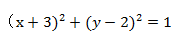 (x + 3)² + (y − 2)² = 1